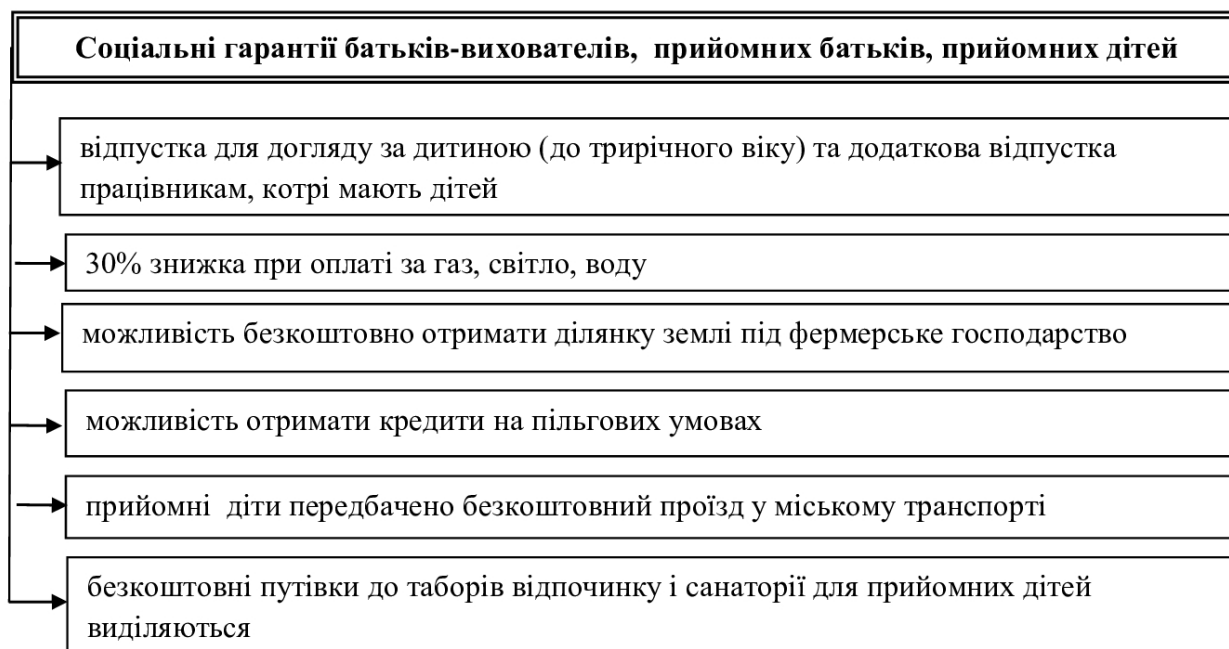 Соціальні гарантії батьків-вихователів, прийомних батьків, прийомних дітей
відпустка для догляду за дитиною (до трирічного віку) та додаткова відпустка
працівникам, котрі мають дітей
30% знижка при оплаті за газ, світло, воду
можливість безкоштовно отримати ділянку землі під фермерське господарство
можливість отримати кредити на пільгових умовах
прийомні діти передбачено безкоштовний проїзд у міському транспорті
безкоштовні путівки до таборів відпочинку і санаторії для прийомних дітей
виділяються